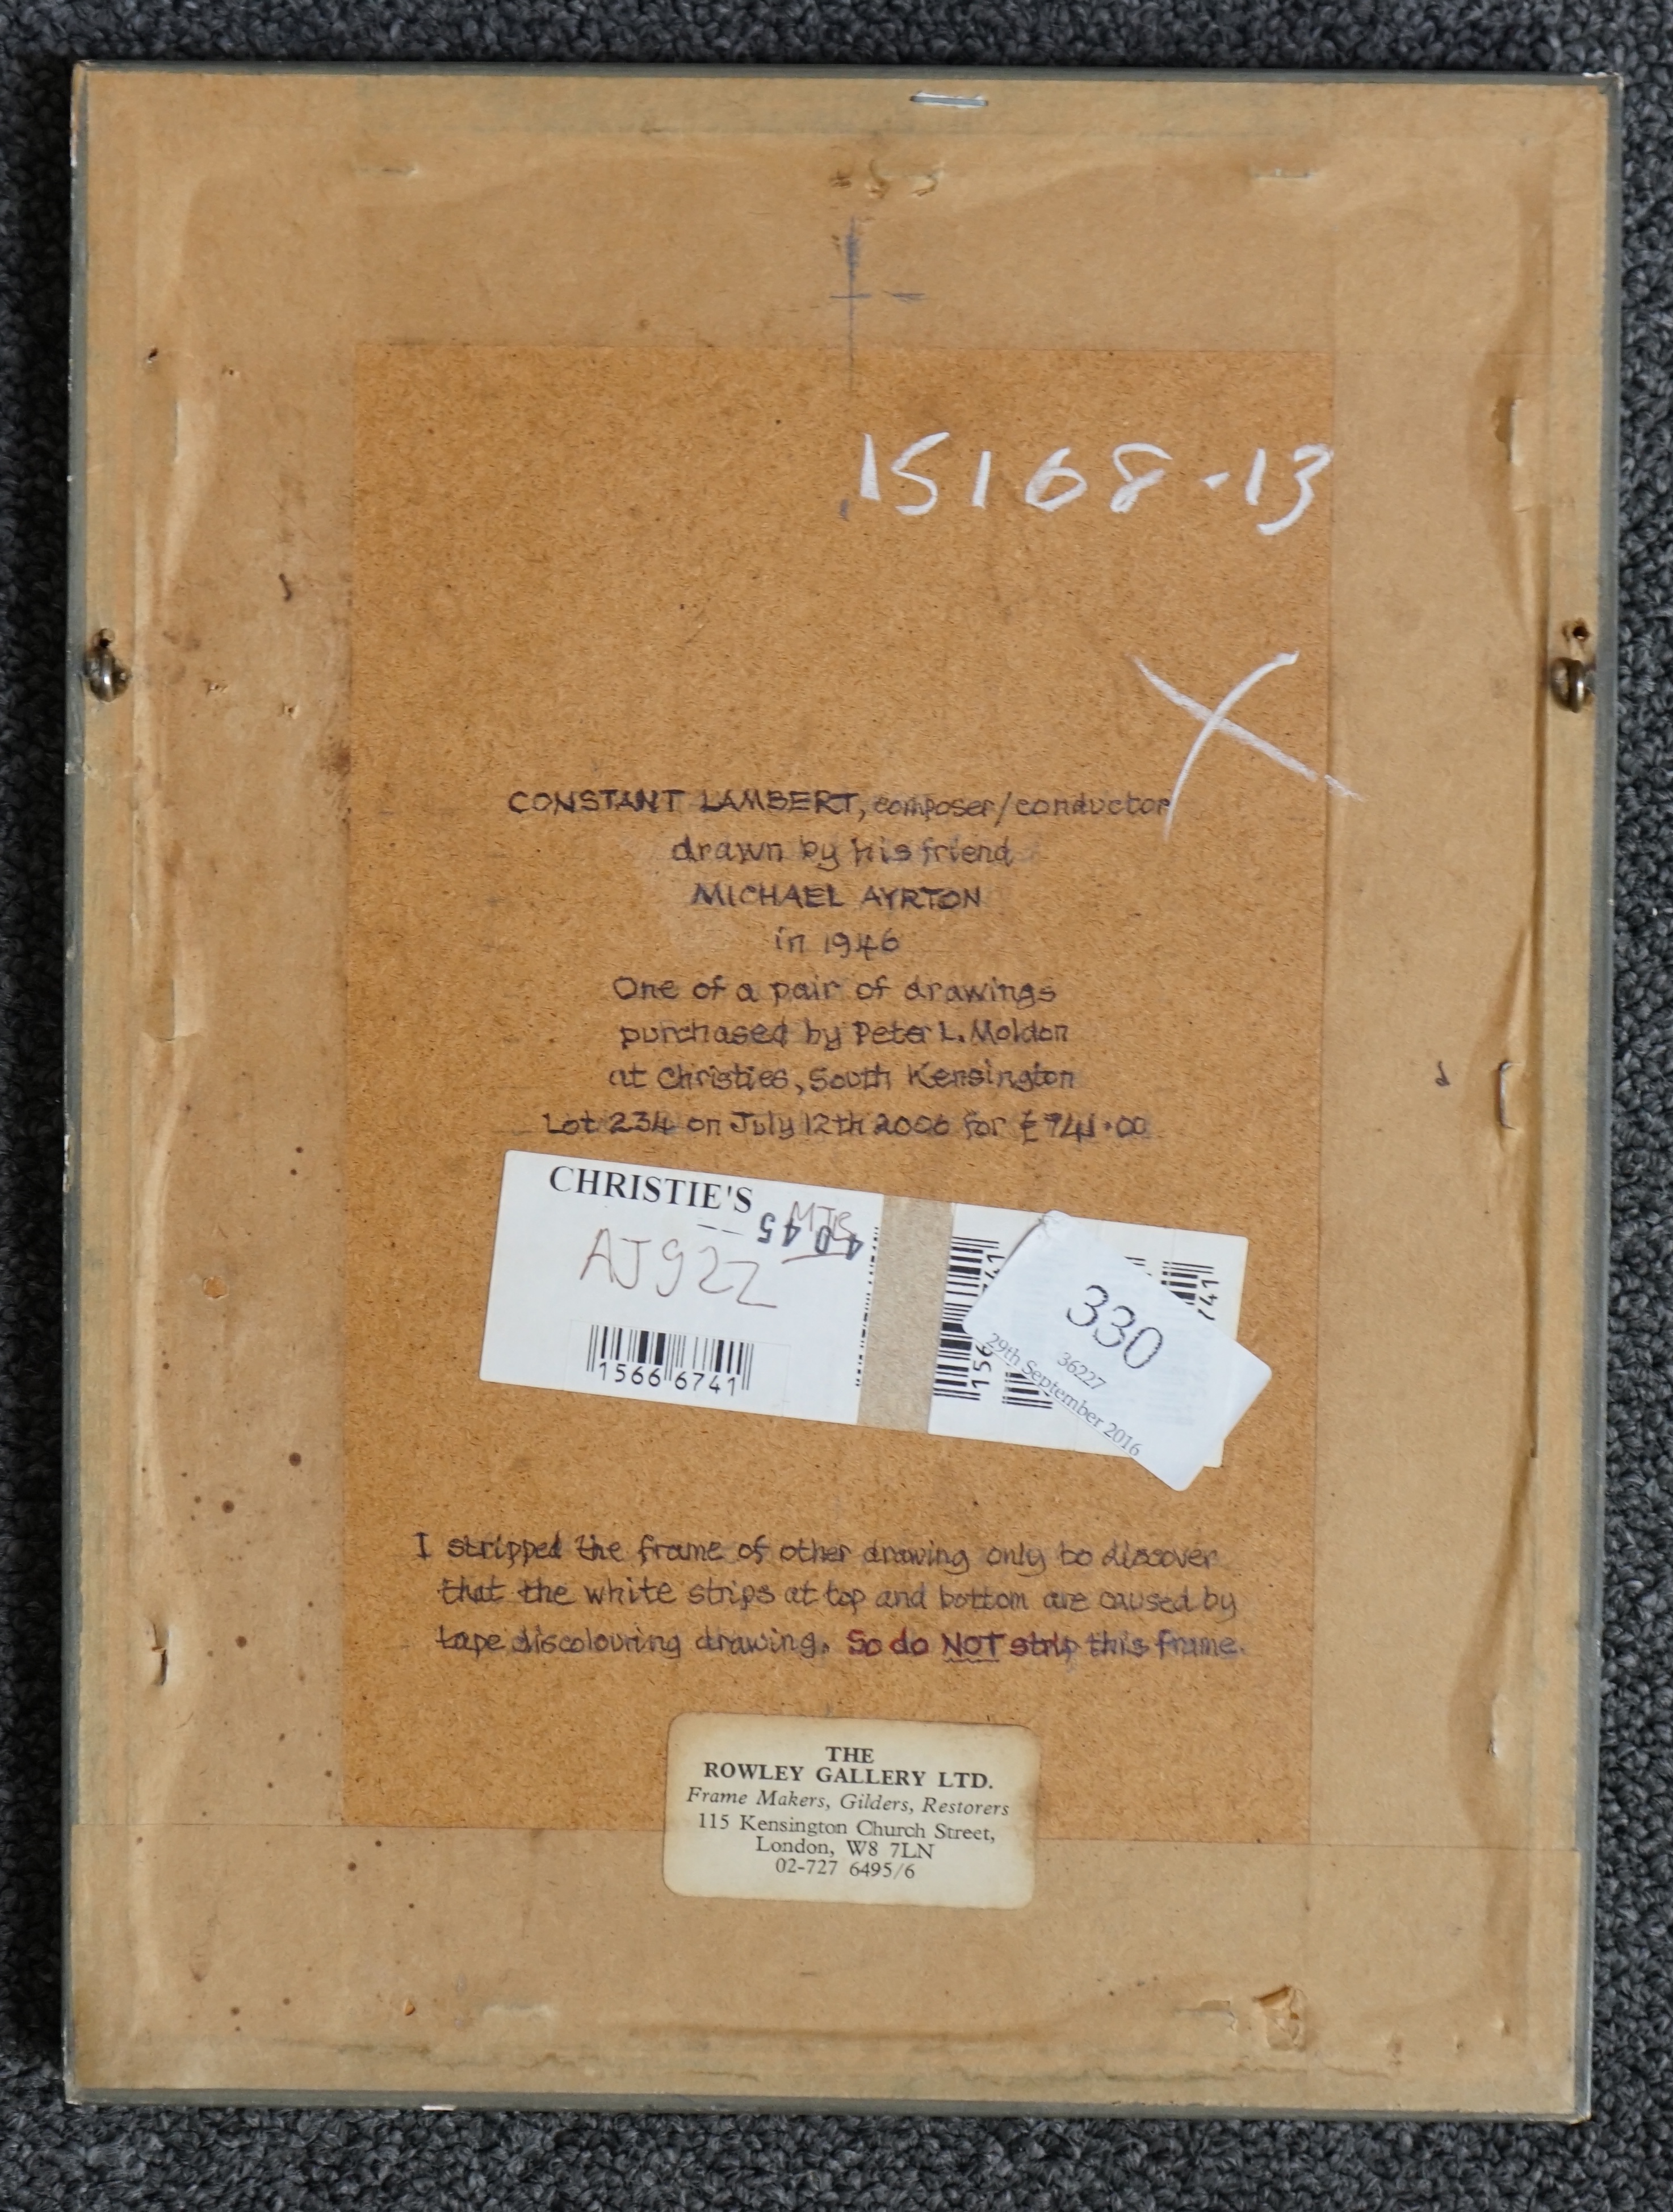 15168-13
X
CONSTANT LAMBERT, composer/conductor
drawn by his friend
MICHAEL AYRTON
in 1946
One of a pair of drawings
purchased by Peter L. Moldon
at Christies, South Kensington
Lot 234 on July 12th 2006 for £741.00
CHRISTIE'S
MJB
4045
AJ922
15666741
330
36227
29th September 2016
I stripped the frame of other drawing only to discover
that the white strips at top and bottom are caused by
tape discolouring drawing. So do NOT strip this frame.
THE
ROWLEY GALLERY LTD.
Frame Makers, Gilders, Restorers
115 Kensington Church Street,
London, W8 7LN
02-727 6495/6